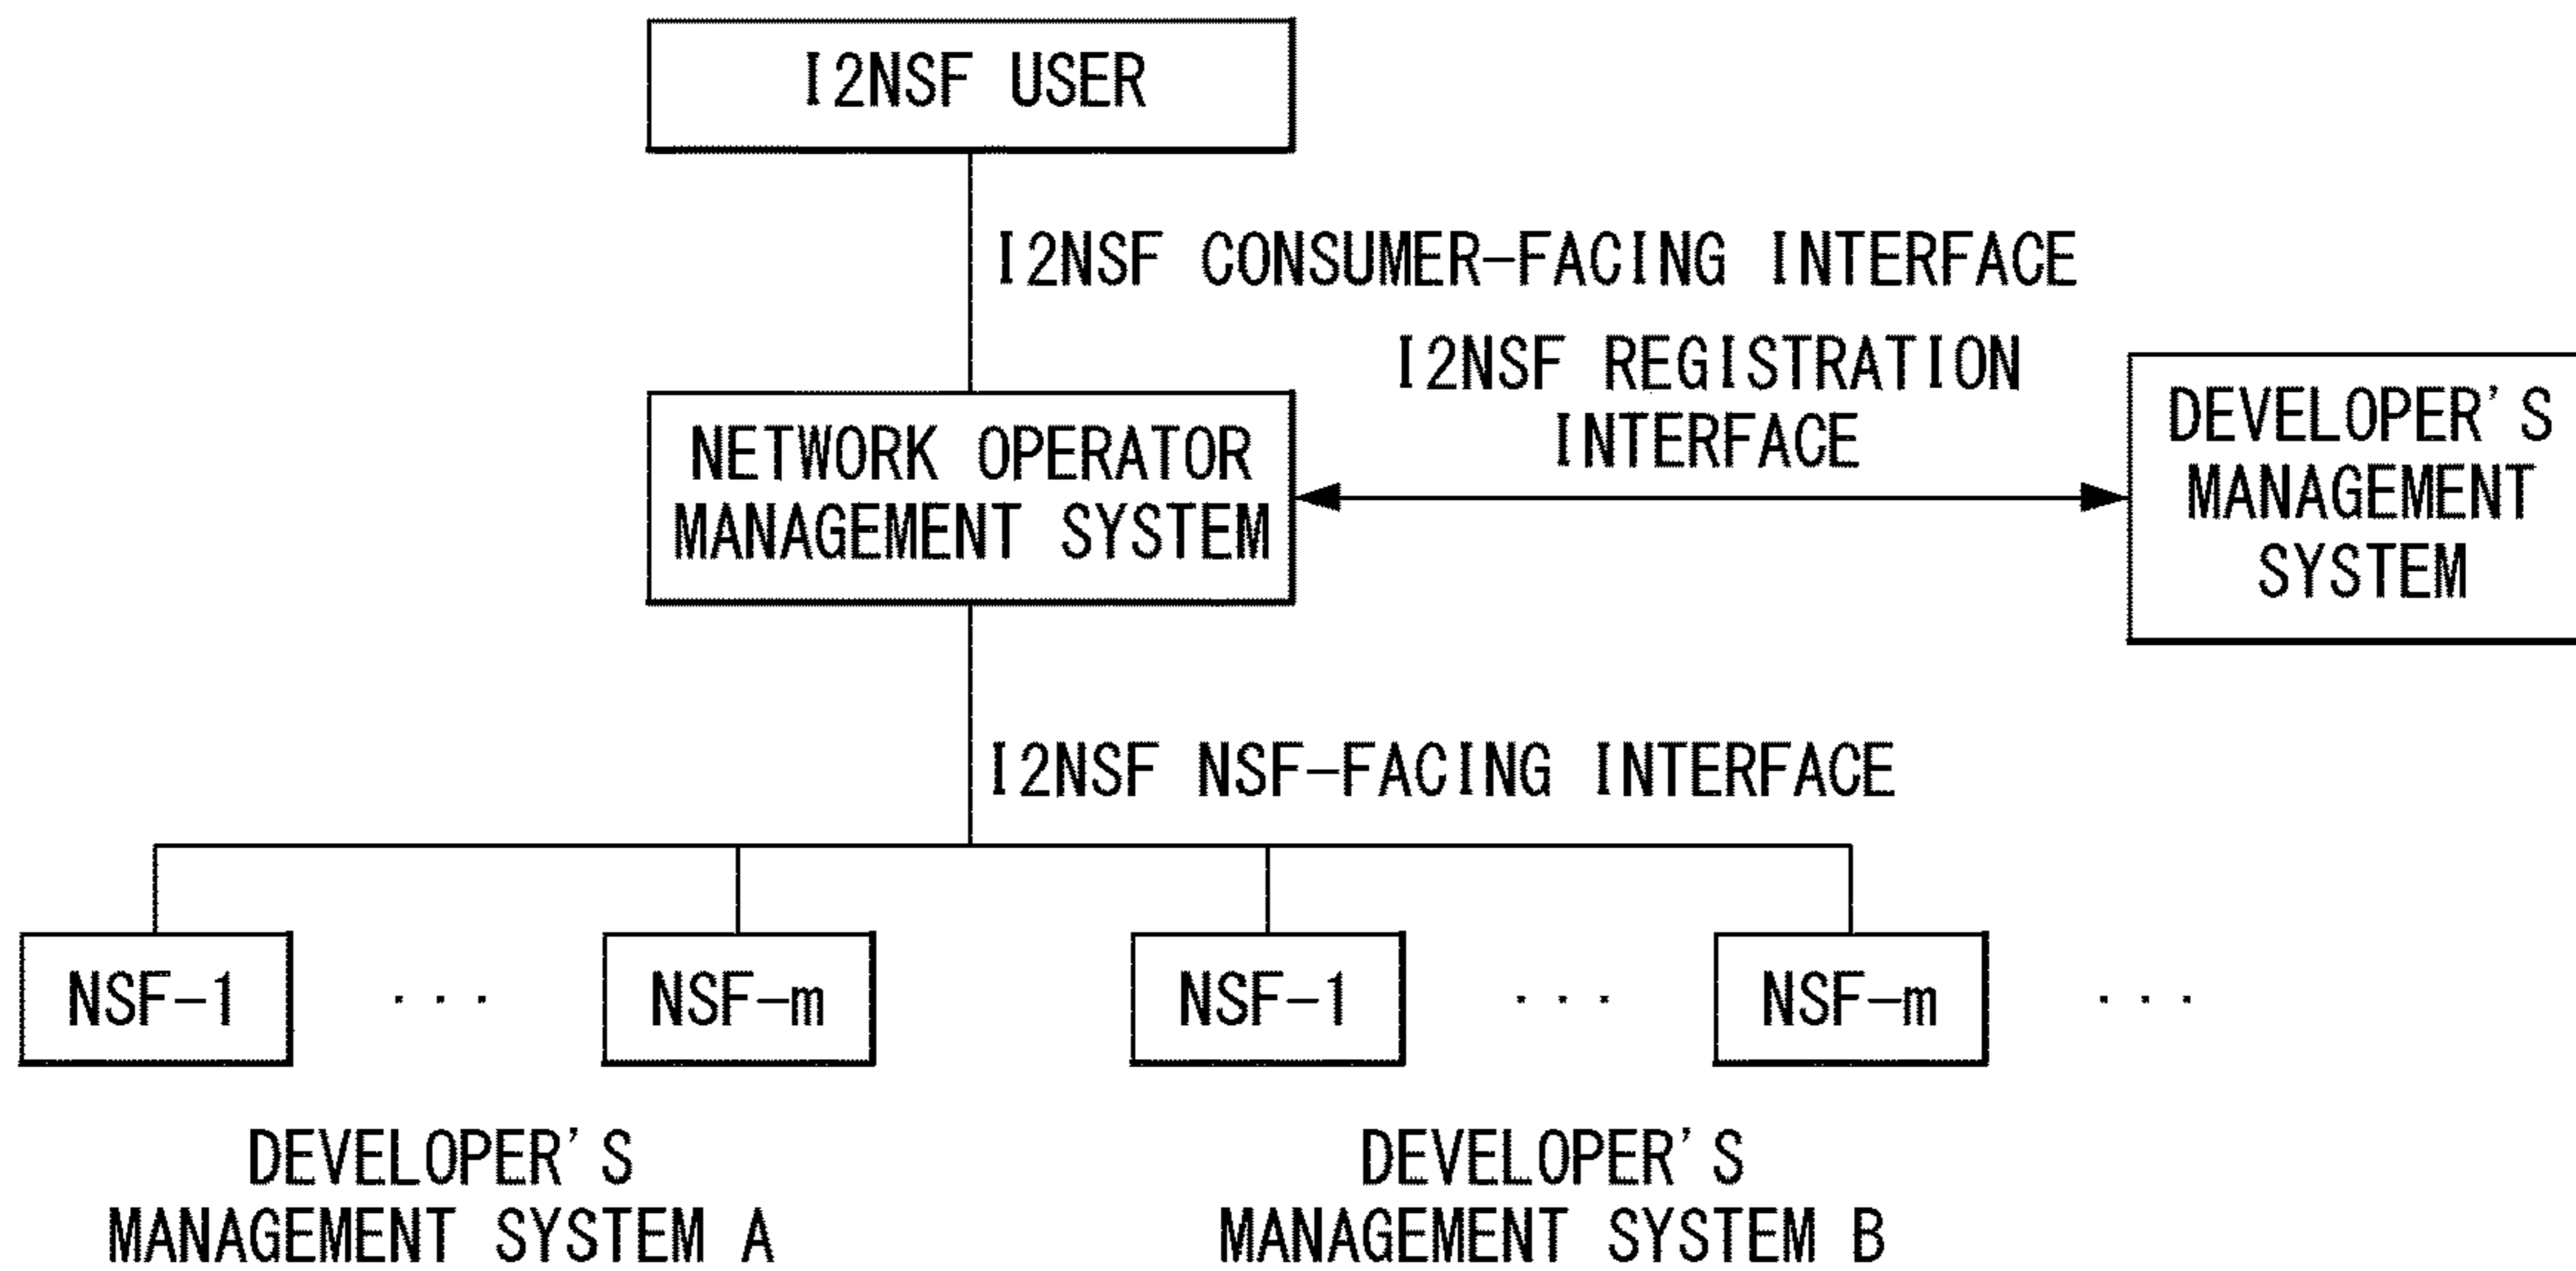 I2NSF USER
I2NSF CONSUMER-FACING INTERFACE
I2NSF REGISTRATION
INTERFACE
NETWORK OPERATOR
MANAGEMENT SYSTEM
DEVELOPER'S
MANAGEMENT
SYSTEM
I2NSF NSF-FACING INTERFACE
NSF-1 ... NSF-m NSF-1 ... NSF-m ...
DEVELOPER'S
MANAGEMENT SYSTEM A
DEVELOPER'S
MANAGEMENT SYSTEM B